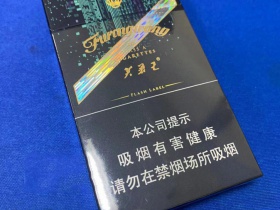 Furongwang
CIGARETTES
芙蓉王
FLASH LABEL
本公司提示
吸烟有害健康
请勿在禁烟场所吸烟